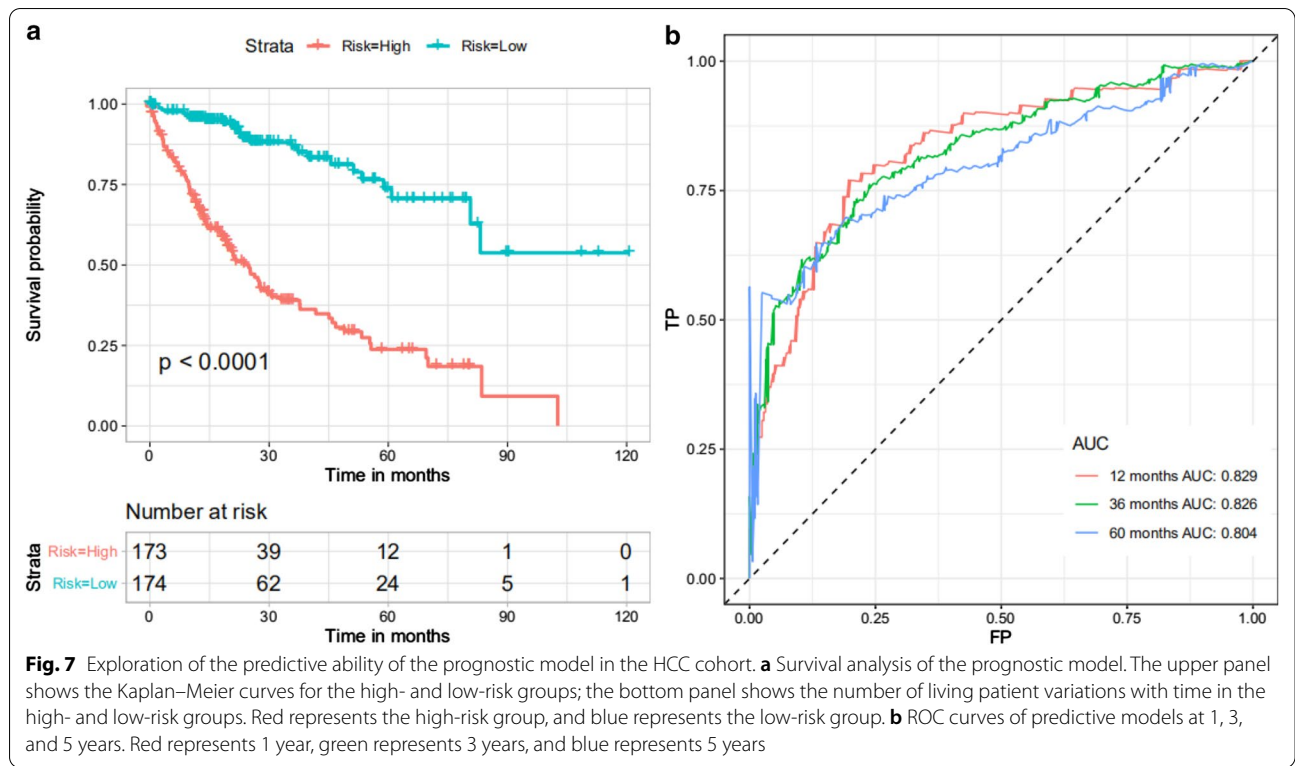 a
Strata Risk=High Risk=Low
Survival probability
1.00
0.75
0.50
0.25
0.00
p < 0.0001
0 30 60 90 120
Time in months
Number at risk
Strata
Risk=High 173 39 12 1 0
Risk=Low 174 62 24 5 1
0 30 60 90 120
Time in months
b
TP
1.00
0.75
0.50
0.25
0.00
AUC
12 months AUC: 0.829
36 months AUC: 0.826
60 months AUC: 0.804
0.00 0.25 0.50 0.75 1.00
FP
Fig. 7 Exploration of the predictive ability of the prognostic model in the HCC cohort. a Survival analysis of the prognostic model. The upper panel
shows the Kaplan–Meier curves for the high- and low-risk groups; the bottom panel shows the number of living patient variations with time in the
high- and low-risk groups. Red represents the high-risk group, and blue represents the low-risk group. b ROC curves of predictive models at 1, 3,
and 5 years. Red represents 1 year, green represents 3 years, and blue represents 5 years